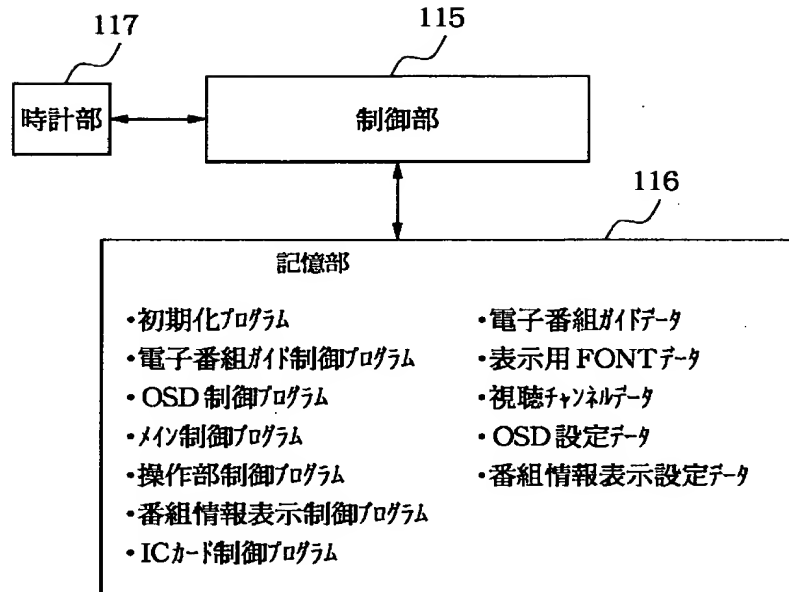 117
115
時計部
制御部
116
記憶部
・初期化ﾌﾟﾛｸﾞﾗﾑ
・電子番組ｶﾞｲﾄﾞ制御ﾌﾟﾛｸﾞﾗﾑ
・OSD制御ﾌﾟﾛｸﾞﾗﾑ
・ﾒｲﾝ制御ﾌﾟﾛｸﾞﾗﾑ
・操作部制御ﾌﾟﾛｸﾞﾗﾑ
・番組情報表示制御ﾌﾟﾛｸﾞﾗﾑ
・ICｶｰﾄﾞ制御ﾌﾟﾛｸﾞﾗﾑ
・電子番組ｶﾞｲﾄﾞﾃﾞｰﾀ
・表示用FONTﾃﾞｰﾀ
・視聴ﾁｬﾝﾈﾙﾃﾞｰﾀ
・OSD設定ﾃﾞｰﾀ
・番組情報表示設定ﾃﾞｰﾀ